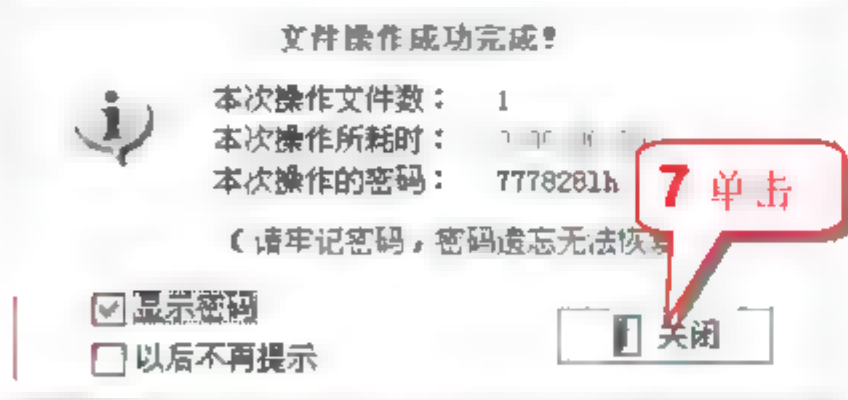 文件操作成功完成!
本次操作文件数： 1
本次操作所耗时：
本次操作的密码： 7778281h
7 单击
（请牢记密码，密码遗忘无法恢复
显示密码
以后不再提示
关闭